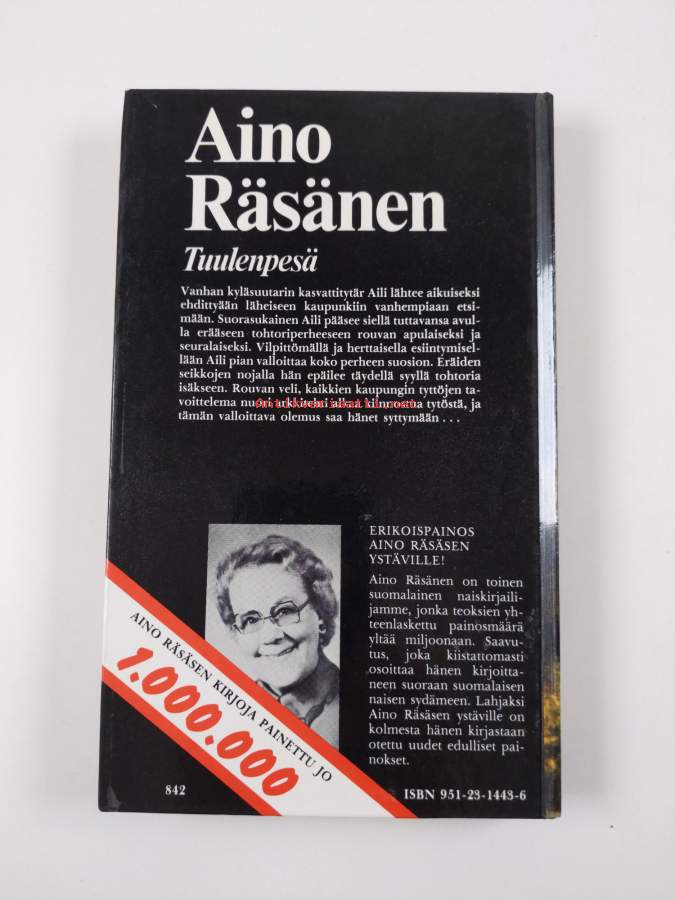 Aino
Räsänen
Tuulenpesä
Vanhan kyläsuutarin kasvattitytär Aili lähtee aikuiseksi
ehdittyään läheiseen kaupunkiin vanhempiaan etsi-
mään. Suorasukainen Aili pääsee siellä tuttavansa avul-
la erääseen tohtoriperheeseen rouvan apulaiseksi ja
seuralaiseksi. Vilpittömällä ja herttaisella esiintymisel-
lään Aili pian valloittaa koko perheen suosion. Eräiden
seikkojen nojalla hän epäilee täydellä syyllä tohtoria
isäkseen. Rouvan veli, kaikkien kaupungin tyttöjen ta-
voittelema nuori arkkitehti alkaa kiinnostua tytöstä, ja
Antikvariaatti.net
tämän valloittava olemus saa hänet syttymään . . .
ERIKOISPAINOS
AINO RÄSÄSEN
YSTÄVILLE!
Aino Räsänen on toinen
suomalainen naiskirjaili-
jamme, jonka teoksien yh-
teenlaskettu painosmäärä
yltää miljoonaan. Saavu-
tus, joka kiistattomasti
osoittaa hänen kirjoitta-
neen suoraan suomalaisen
naisen sydämeen. Lahjaksi
Aino Räsäsen ystäville on
kolmesta hänen kirjastaan
otettu uudet edulliset pai-
nokset.
AINO RÄSÄSEN KIRJOJA PAINETTU JO
1.000.000
842
ISBN 951-23-1443-6